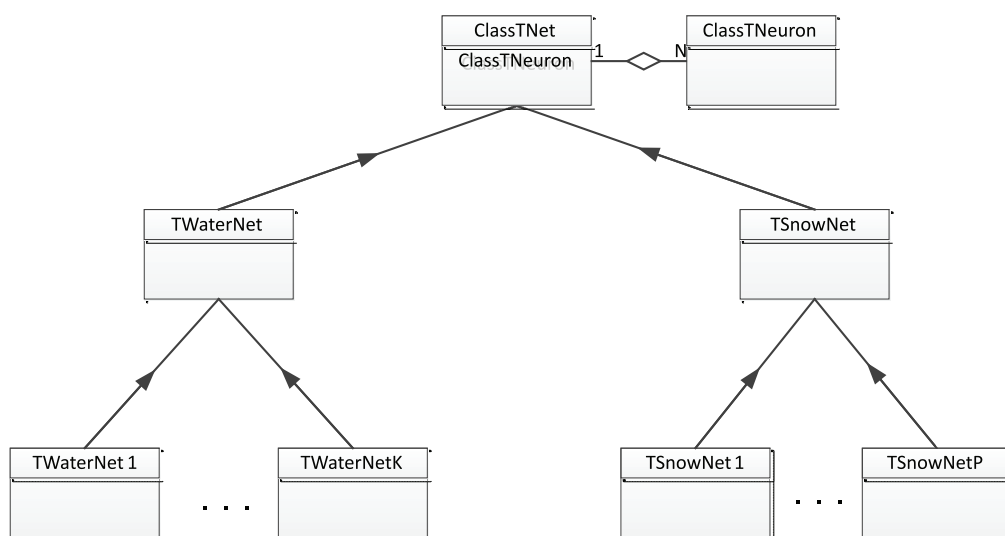 ClassTNet
ClassTNeuron
ClassTNeuron
1
N
TWaterNet
TSnowNet
TWaterNet 1
TWaterNetK
TSnowNet 1
TSnowNetP
. . .
. . .